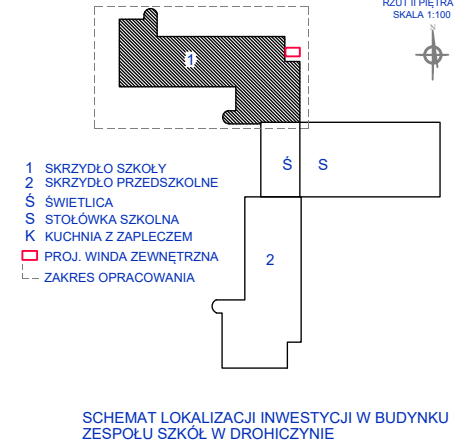 RZUT II PIĘTRA
SKALA 1:100
N
1
Ś S
1 SKRZYDŁO SZKOŁY
2 SKRZYDŁO PRZEDSZKOLNE
Ś ŚWIETLICA
S STOŁÓWKA SZKOLNA
K KUCHNIA Z ZAPLECZEM
PROJ. WINDA ZEWNĘTRZNA
ZAKRES OPRACOWANIA
2
SCHEMAT LOKALIZACJI INWESTYCJI W BUDYNKU
ZESPOŁU SZKÓŁ W DROHICZYNIE